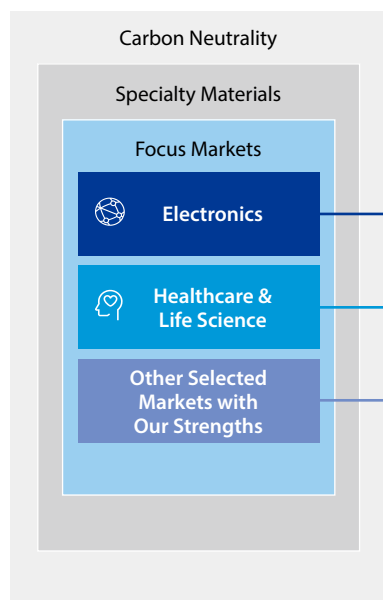 Carbon Neutrality
Specialty Materials
Focus Markets
Electronics
Healthcare &
Life Science
Other Selected
Markets with
Our Strengths